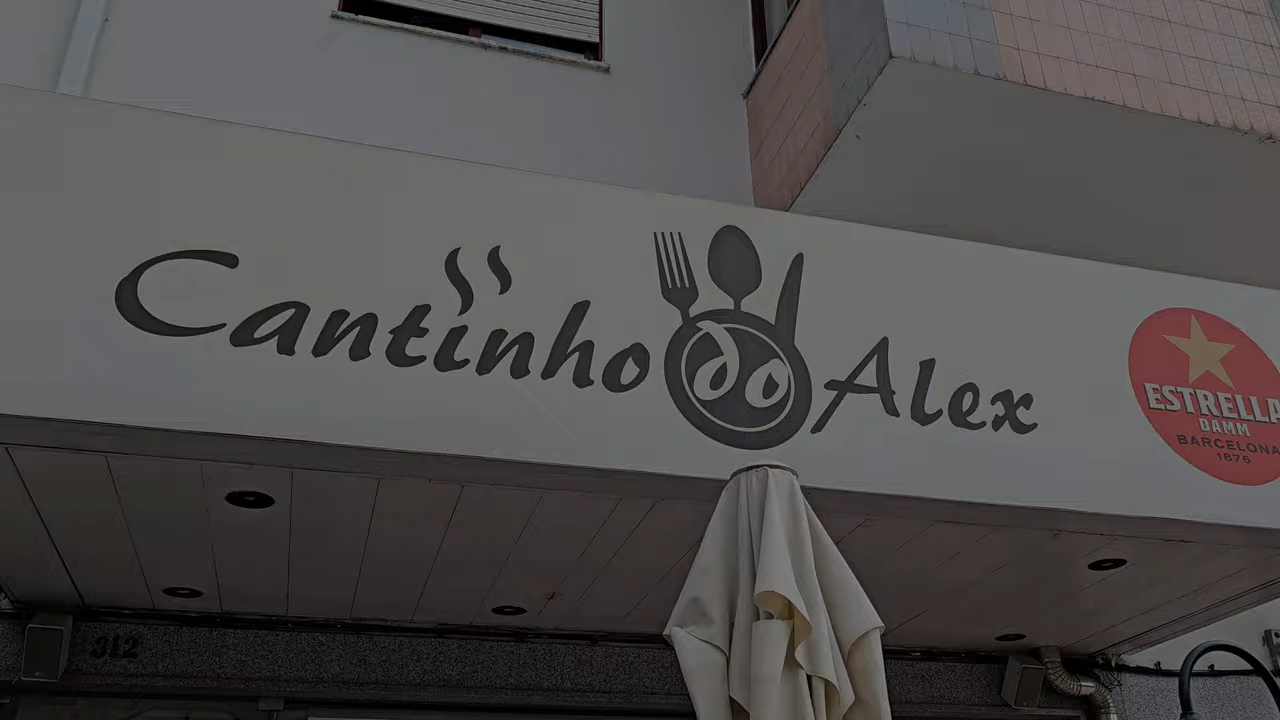 Cantinho do Alex
ESTRELLA
DAMM
BARCELONA
1876
312